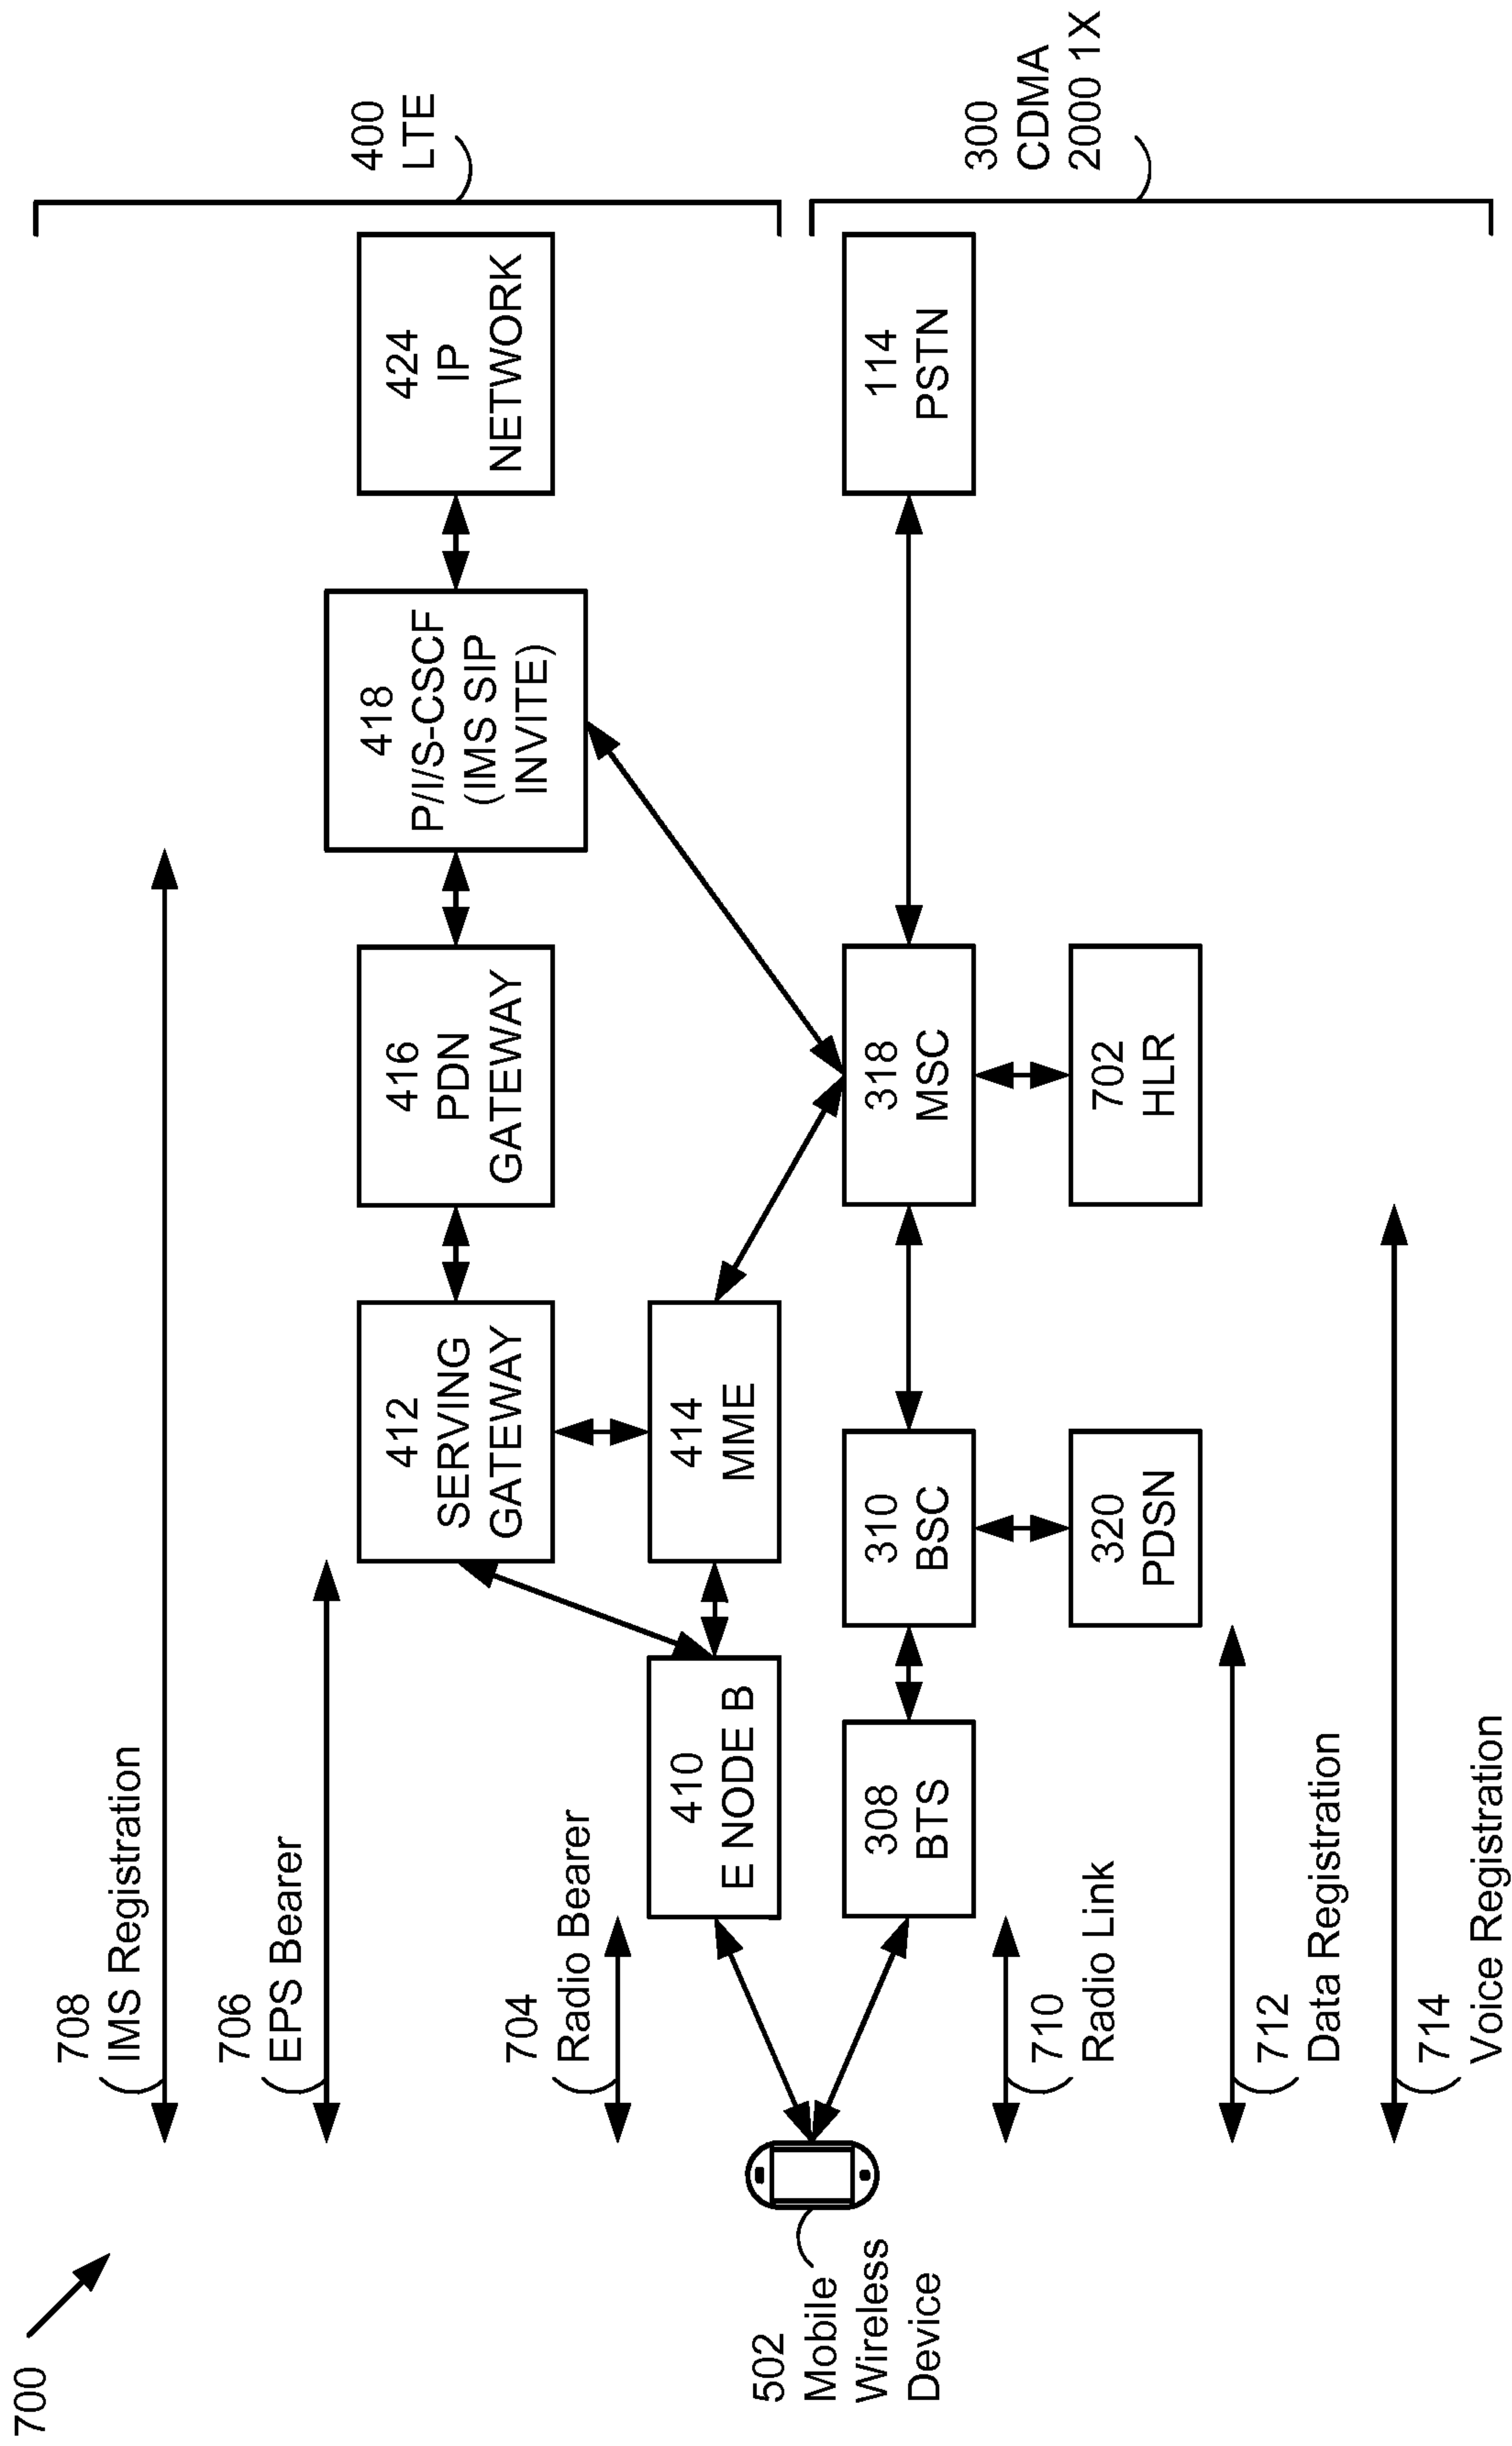 700
708
IMS Registration
706
EPS Bearer
704
Radio Bearer
400
LTE
412
SERVING
GATEWAY
416
PDN
GATEWAY
418
P/I/S-CSCF
(IMS SIP
INVITE)
424
IP
NETWORK
410
E NODE B
414
MME
502
Mobile
Wireless
Device
308
BTS
310
BSC
318
MSC
114
PSTN
300
CDMA
2000 1X
320
PDSN
702
HLR
710
Radio Link
712
Data Registration
714
Voice Registration